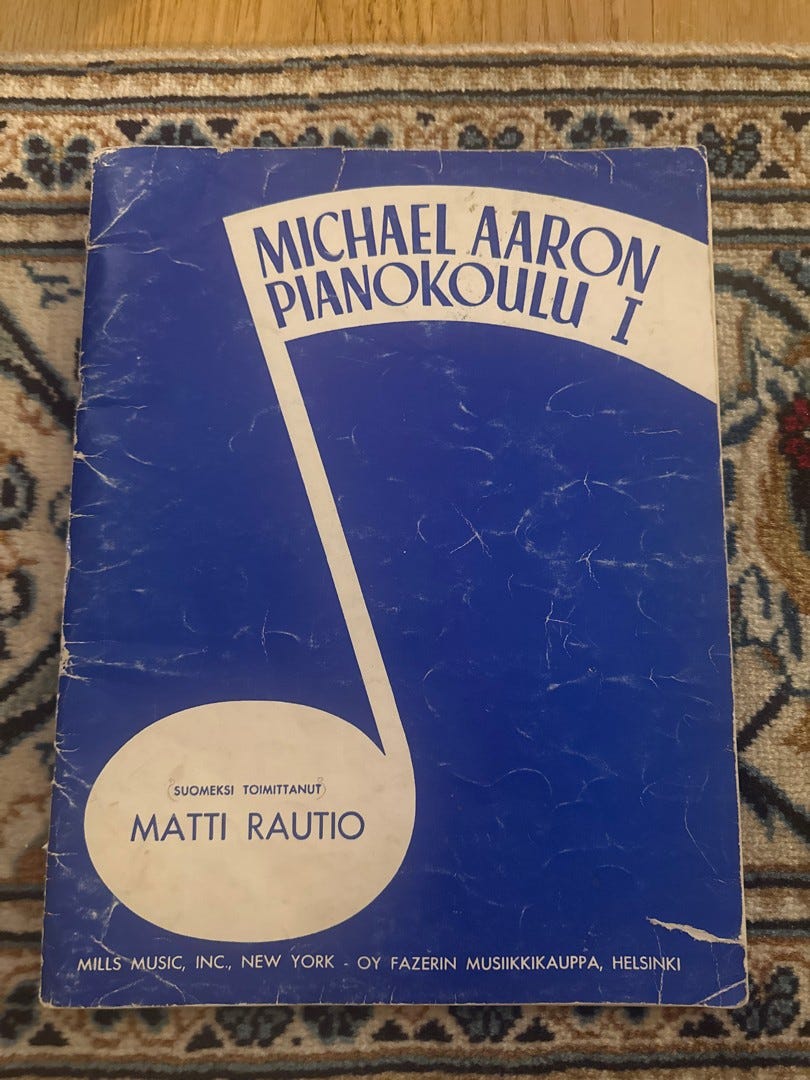 MICHAEL AARON
PIANOKOULU I
(SUOMEKSI TOIMITTANUT)
MATTI RAUTIO
MILLS MUSIC, INC., NEW YORK - OY FAZERIN MUSIIKKIKAUPPA, HELSINKI